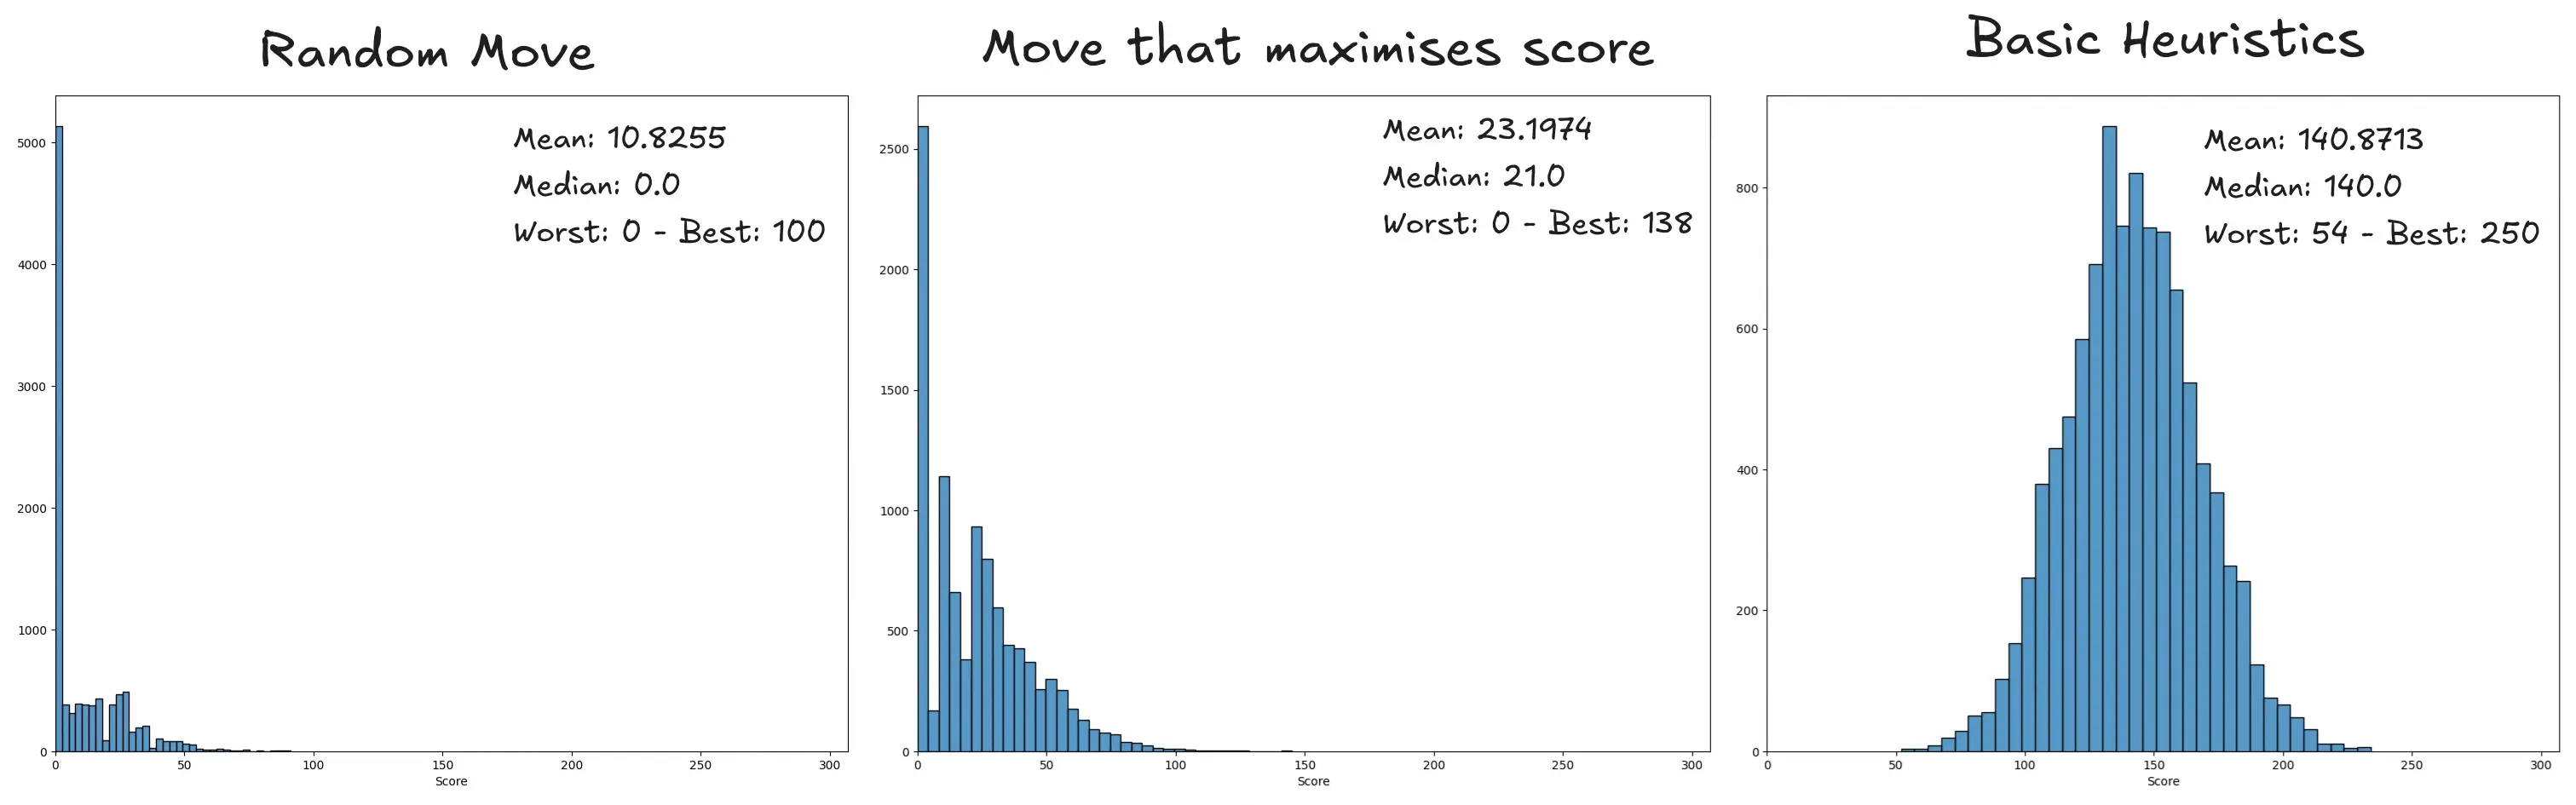 Random Move
Mean: 10.8255
Median: 0.0
Worst: 0 - Best: 100
5000
4000
3000
2000
1000
0
0 50 100 150 200 250 300
Score
Move that maximises score
Mean: 23.1974
Median: 21.0
Worst: 0 - Best: 138
2500
2000
1500
1000
500
0
0 50 100 150 200 250 300
Score
Basic Heuristics
Mean: 140.8713
Median: 140.0
Worst: 54 - Best: 250
800
600
400
200
0
0 50 100 150 200 250 300
Score